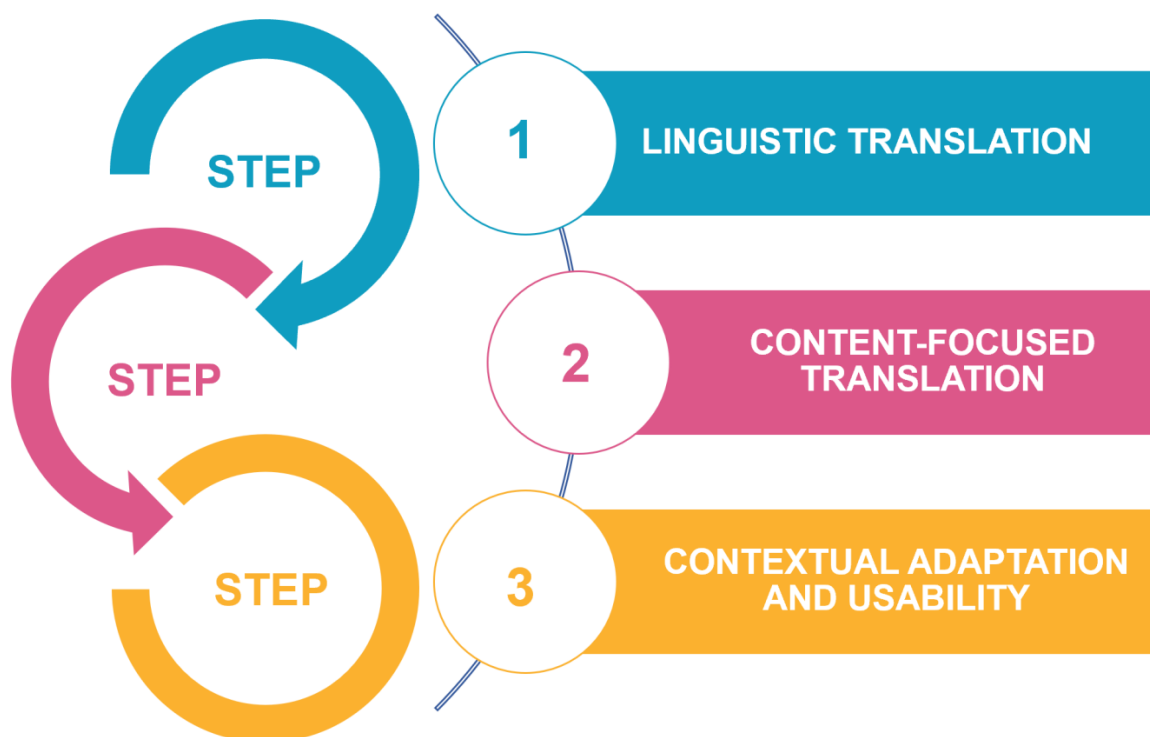 STEP
1
LINGUISTIC TRANSLATION
STEP
2
CONTENT-FOCUSED
TRANSLATION
STEP
3
CONTEXTUAL ADAPTATION
AND USABILITY